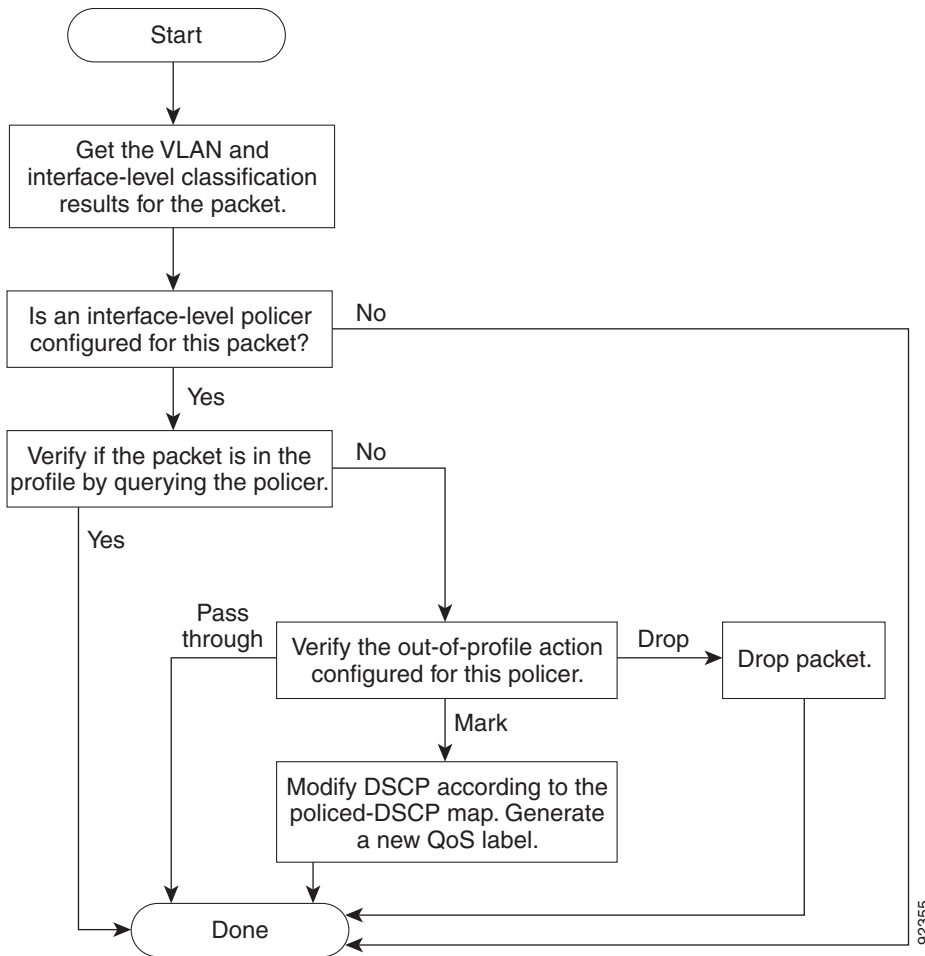 Start
Get the VLAN and
interface-level classification
results for the packet.
Is an interface-level policer
configured for this packet?
No
Yes
Verify if the packet is in the
profile by querying the policer.
No
Yes
Pass
through
Verify the out-of-profile action
configured for this policer.
Drop
Drop packet.
Mark
Modify DSCP according to the
policed-DSCP map. Generate
a new QoS label.
Done
92355